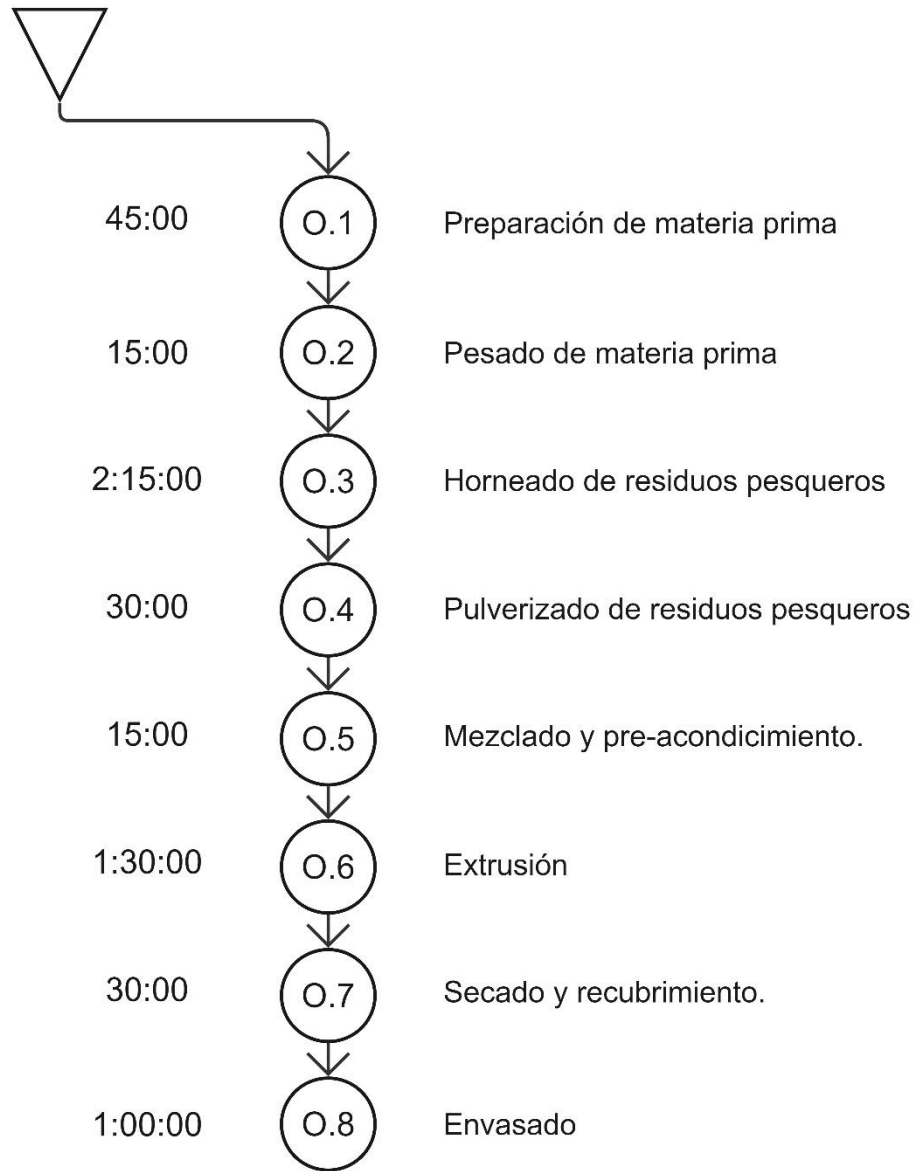 45:00 O.1 Preparación de materia prima
15:00 O.2 Pesado de materia prima
2:15:00 O.3 Horneado de residuos pesqueros
30:00 O.4 Pulverizado de residuos pesqueros
15:00 O.5 Mezclado y pre-acondicimiento.
1:30:00 O.6 Extrusión
30:00 O.7 Secado y recubrimiento.
1:00:00 O.8 Envasado